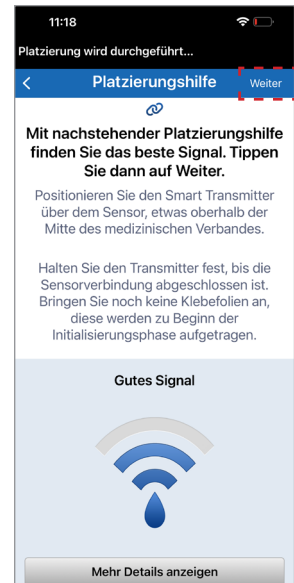 11:18
Platzierung wird durchgeführt...
Platzierungshilfe Weiter
Mit nachstehender Platzierungshilfe
finden Sie das beste Signal. Tippen
Sie dann auf Weiter.
Positionieren Sie den Smart Transmitter
über dem Sensor, etwas oberhalb der
Mitte des medizinischen Verbandes.
Halten Sie den Transmitter fest, bis die
Sensorverbindung abgeschlossen ist.
Bringen Sie noch keine Klebefolien an,
diese werden zu Beginn der
Initialisierungsphase aufgetragen.
Gutes Signal
Mehr Details anzeigen